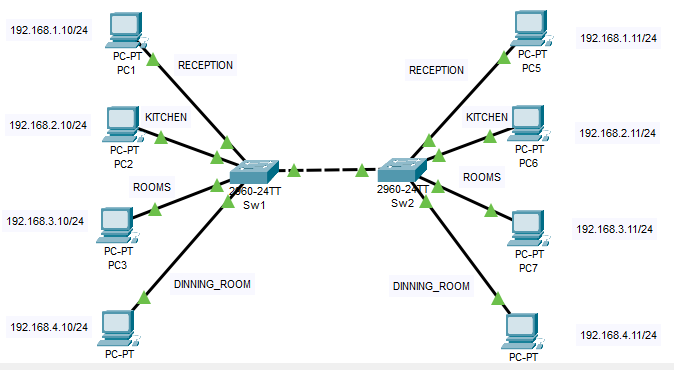 192.168.1.10/24
PC-PT
PC1
RECEPTION
192.168.2.10/24
PC-PT
PC2
KITCHEN
192.168.3.10/24
PC-PT
PC3
ROOMS
192.168.4.10/24
PC-PT
DINNING_ROOM
2960-24TT
Sw1
2960-24TT
Sw2
RECEPTION
PC-PT
PC5
192.168.1.11/24
KITCHEN
PC-PT
PC6
192.168.2.11/24
ROOMS
PC-PT
PC7
192.168.3.11/24
DINNING_ROOM
PC-PT
192.168.4.11/24